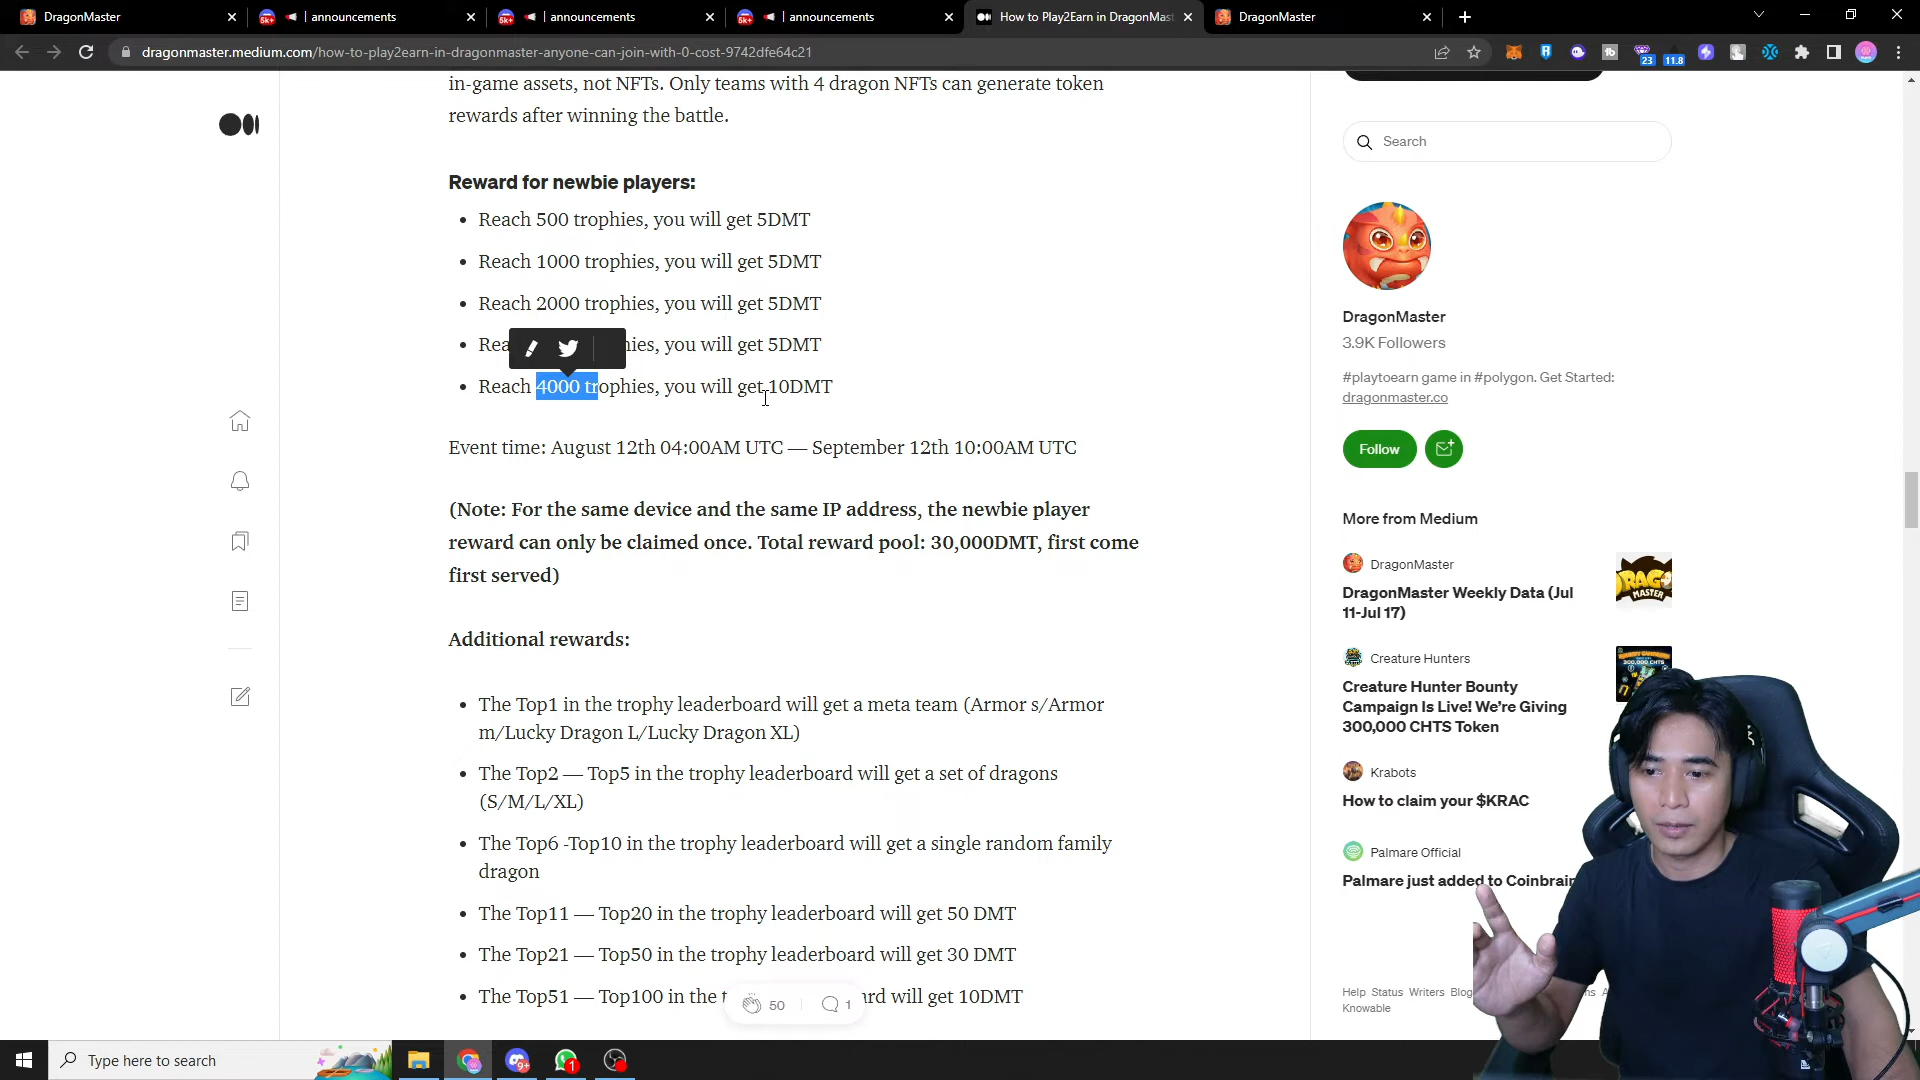 DragonMaster
5k+ announcements
5k+ announcements
5k+ announcements
How to Play2Earn in DragonMast
DragonMaster
dragonmaster.medium.com/how-to-play2earn-in-dragonmaster-anyone-can-join-with-0-cost-9742dfe64c21
23
11.8
in-game assets, not NFTs. Only teams with 4 dragon NFTs can generate token
rewards after winning the battle.
Reward for newbie players:
Reach 500 trophies, you will get 5DMT
Reach 1000 trophies, you will get 5DMT
Reach 2000 trophies, you will get 5DMT
Rea hies, you will get 5DMT
Reach 4000 trophies, you will get 10DMT
Event time: August 12th 04:00AM UTC — September 12th 10:00AM UTC
(Note: For the same device and the same IP address, the newbie player
reward can only be claimed once. Total reward pool: 30,000DMT, first come
first served)
Additional rewards:
The Top1 in the trophy leaderboard will get a meta team (Armor s/Armor
m/Lucky Dragon L/Lucky Dragon XL)
The Top2 — Top5 in the trophy leaderboard will get a set of dragons
(S/M/L/XL)
The Top6 -Top10 in the trophy leaderboard will get a single random family
dragon
The Top11 — Top20 in the trophy leaderboard will get 50 DMT
The Top21 — Top50 in the trophy leaderboard will get 30 DMT
The Top51 — Top100 in the t rd will get 10DMT
50
1
Search
DragonMaster
3.9K Followers
#playtoearn game in #polygon. Get Started:
dragonmaster.co
Follow
More from Medium
DragonMaster
DragonMaster Weekly Data (Jul
11-Jul 17)
Creature Hunters
Creature Hunter Bounty
Campaign Is Live! We're Giving
300,000 CHTS Token
Krabots
How to claim your $KRAC
Palmare Official
Palmare just added to Coinbrain
Help Status Writers Blog
Knowable
Type here to search
9+
1